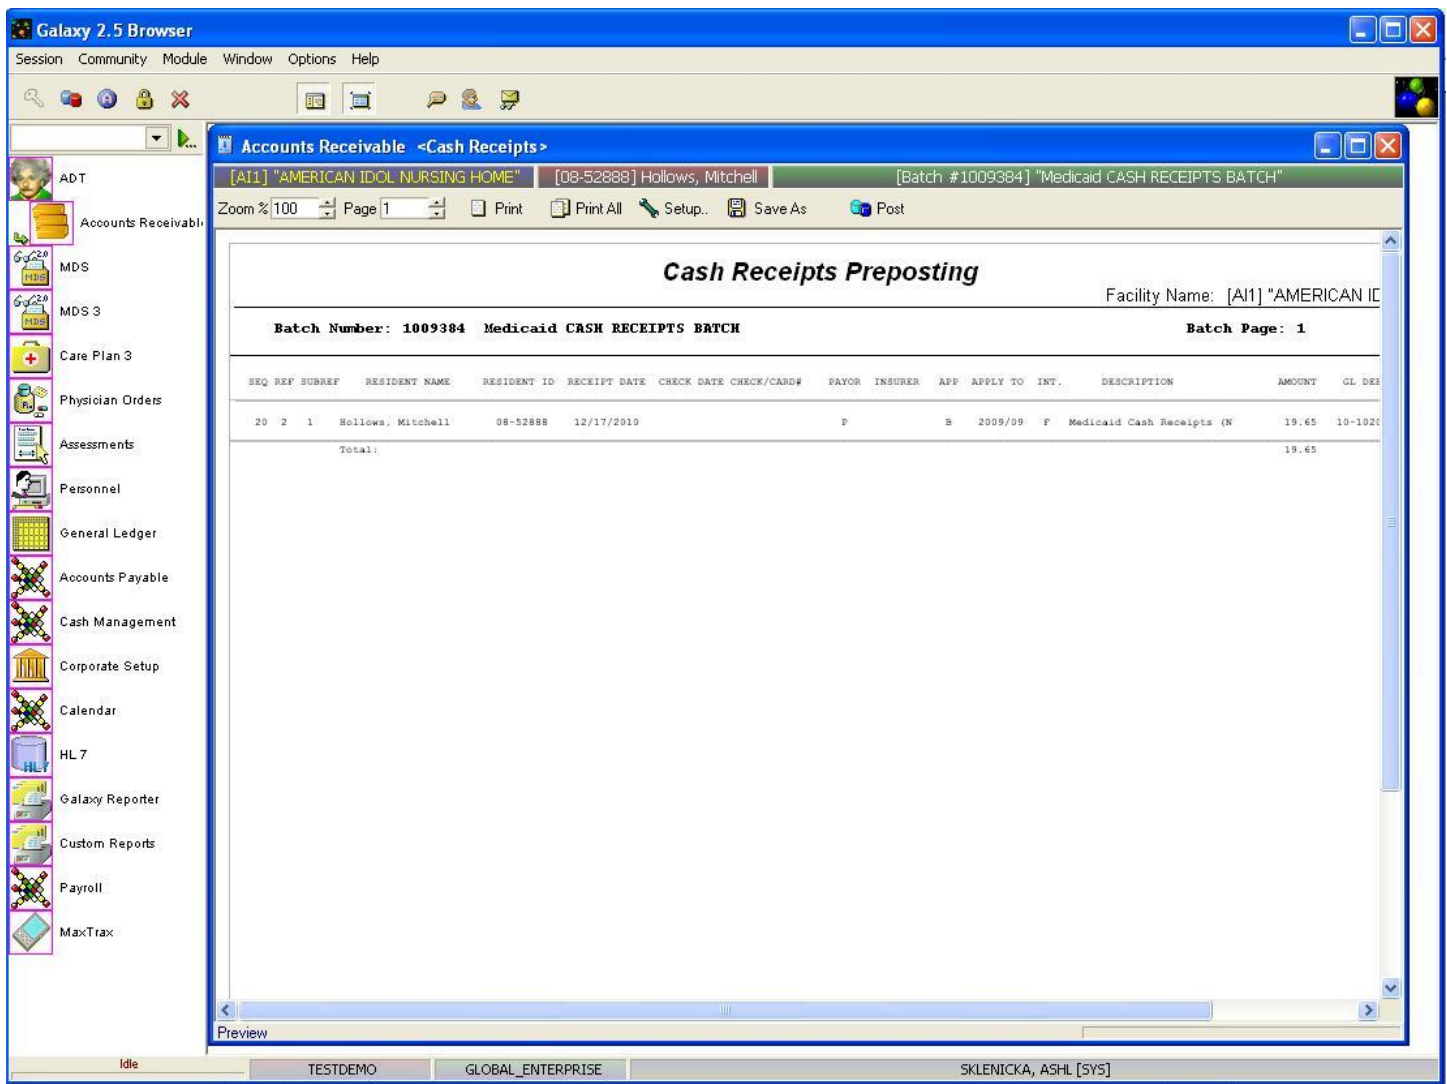 Galaxy 2.5 Browser
Session Community Module Window Options Help
Accounts Receivable <Cash Receipts>
[AI1] "AMERICAN IDOL NURSING HOME" [08-52888] Hollows, Mitchell [Batch #1009384] "Medicaid CASH RECEIPTS BATCH"
Zoom % 100 Page 1 Print Print All Setup.. Save As Post
ADT
Accounts Receivabl
MDS
MDS 3
Care Plan 3
Physician Orders
Assessments
Personnel
General Ledger
Accounts Payable
Cash Management
Corporate Setup
Calendar
HL7
Galaxy Reporter
Custom Reports
Payroll
MaxTrax
Cash Receipts Preposting
Facility Name: [AI1] "AMERICAN ID
Batch Number: 1009384 Medicaid CASH RECEIPTS BATCH Batch Page: 1
SEQ REF SUBREF RESIDENT NAME RESIDENT ID RECEIPT DATE CHECK DATE CHECK/CARD# PAYOR INSURER APP APPLY TO INT. DESCRIPTION AMOUNT GL DEB
20 2 1 Hollows, Mitchell 08-52888 12/17/2010 P B 2009/09 F Medicaid Cash Receipts (N 19.65 10-1020
Total: 19.65
Preview
Idle TESTDEMO GLOBAL_ENTERPRISE SKLENICKA, ASHL [SYS]